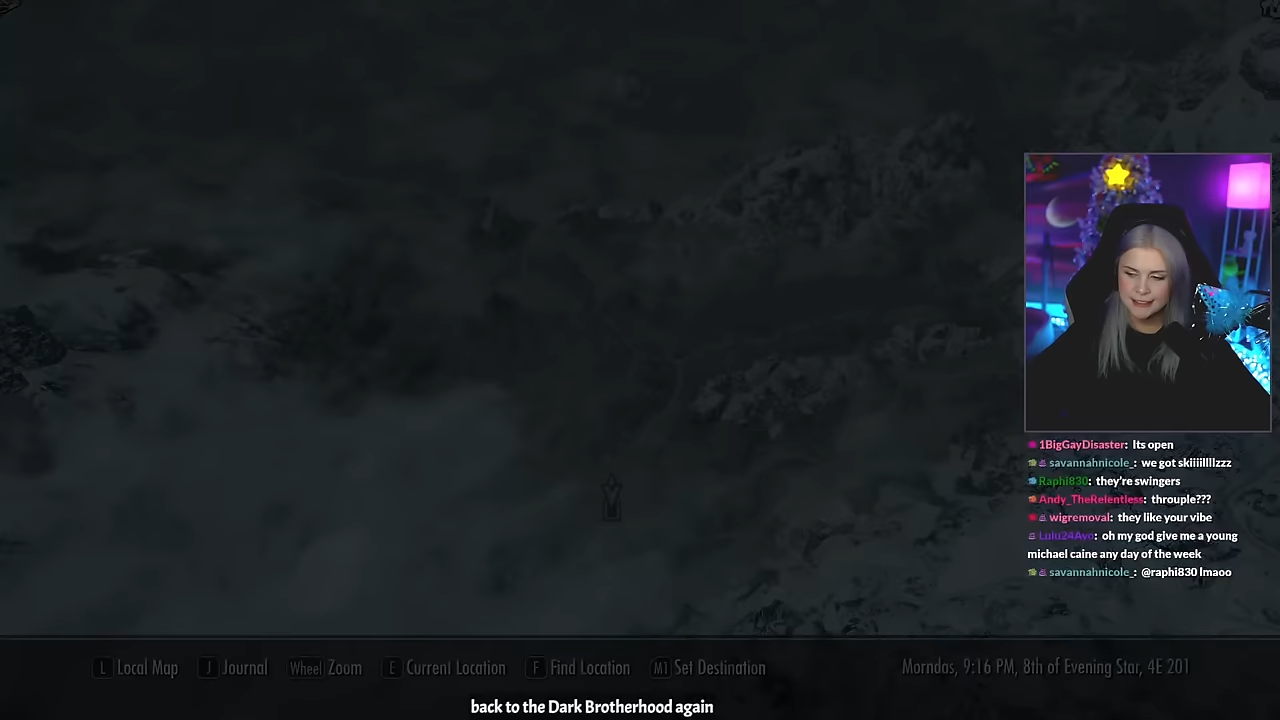 1BigGayDisaster: Its open
savannahnicole_: we got skiiiillllzzz
Raphi830: they're swingers
Andy_TheRelentless: throuple???
wigremoval: they like your vibe
Lulu24Ayo: oh my god give me a young
michael caine any day of the week
savannahnicole_: @raphi830 lmaoo
L Local Map J Journal Wheel Zoom E Current Location F Find Location M1 Set Destination Morndas, 9:16 PM, 8th of Evening Star, 4E 201
back to the Dark Brotherhood again